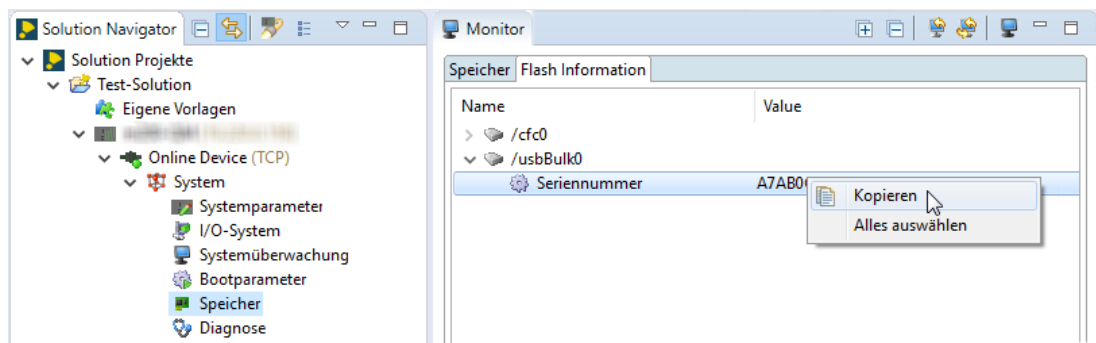 Solution Navigator
Solution Projekte
Test-Solution
Eigene Vorlagen
Online Device (TCP)
System
Systemparameter
I/O-System
Systemüberwachung
Bootparameter
Speicher
Diagnose
Monitor
Speicher Flash Information
Name Value
/cfc0
/usbBulk0
Seriennummer
Kopieren
Alles auswählen